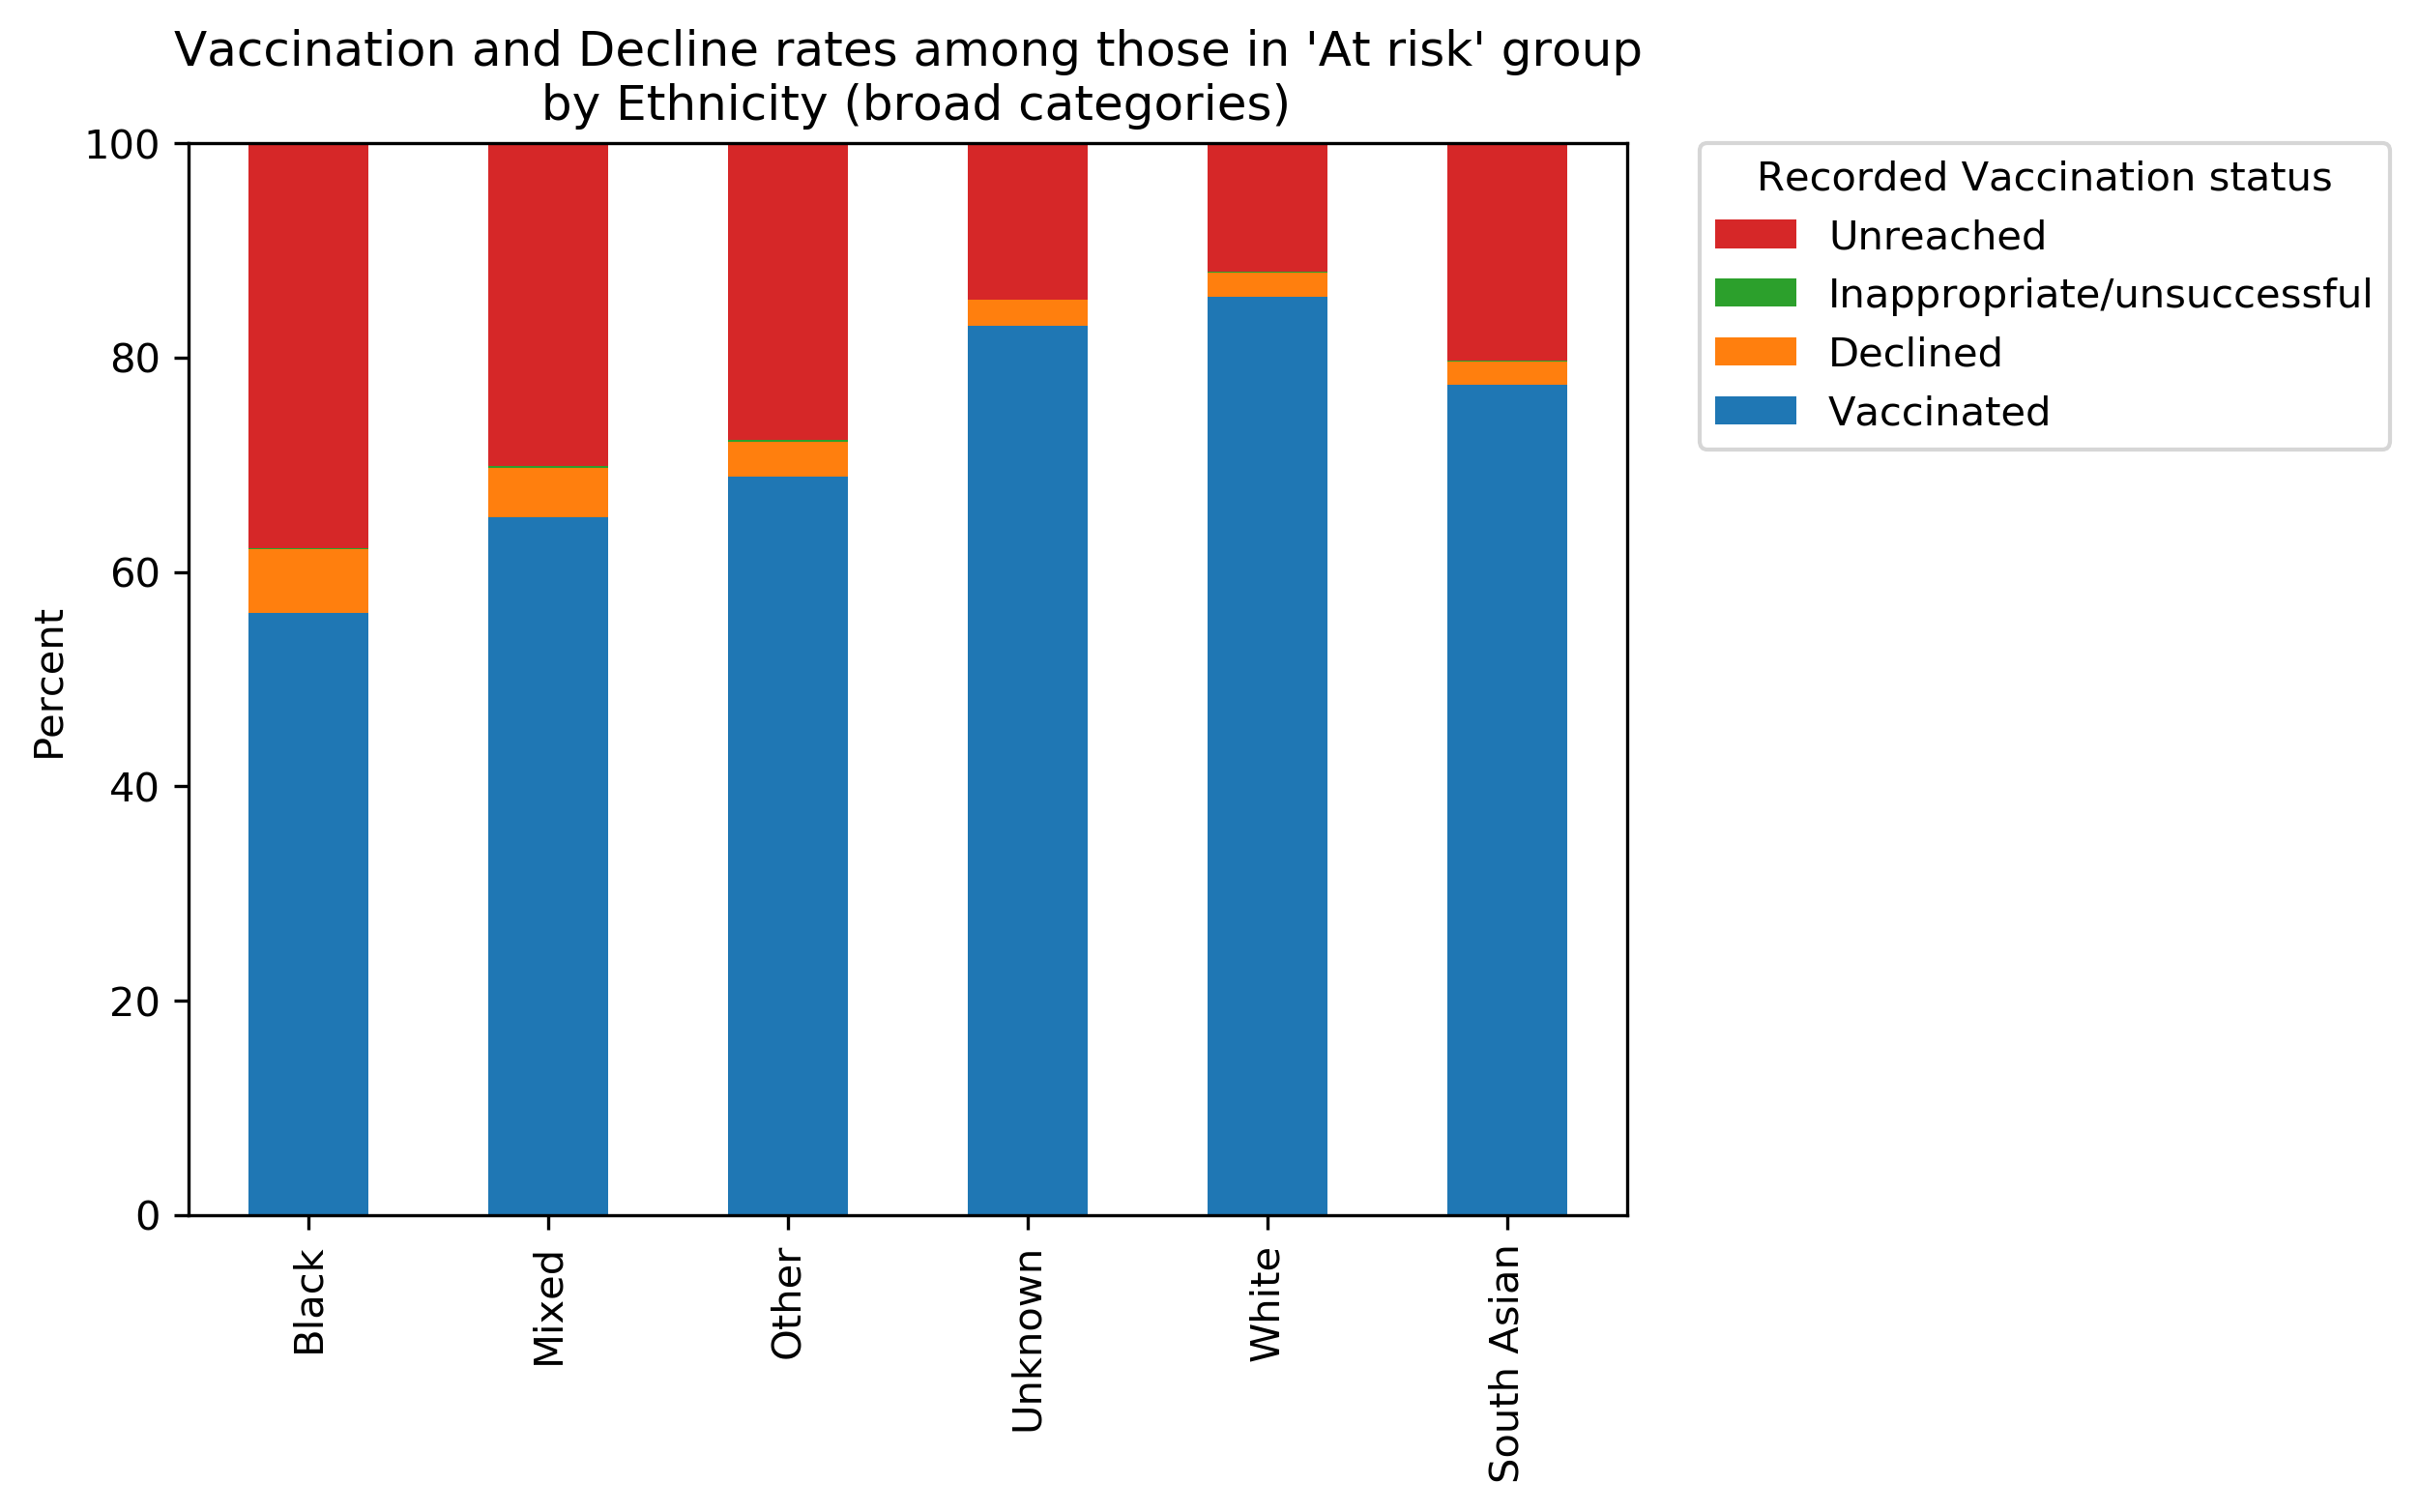 Vaccination and Decline rates among those in 'At risk' group
by Ethnicity (broad categories)
Percent
100
80
60
40
20
0
Black
Mixed
Other
Unknown
White
South Asian
Recorded Vaccination status
Unreached
Inappropriate/unsuccessful
Declined
Vaccinated